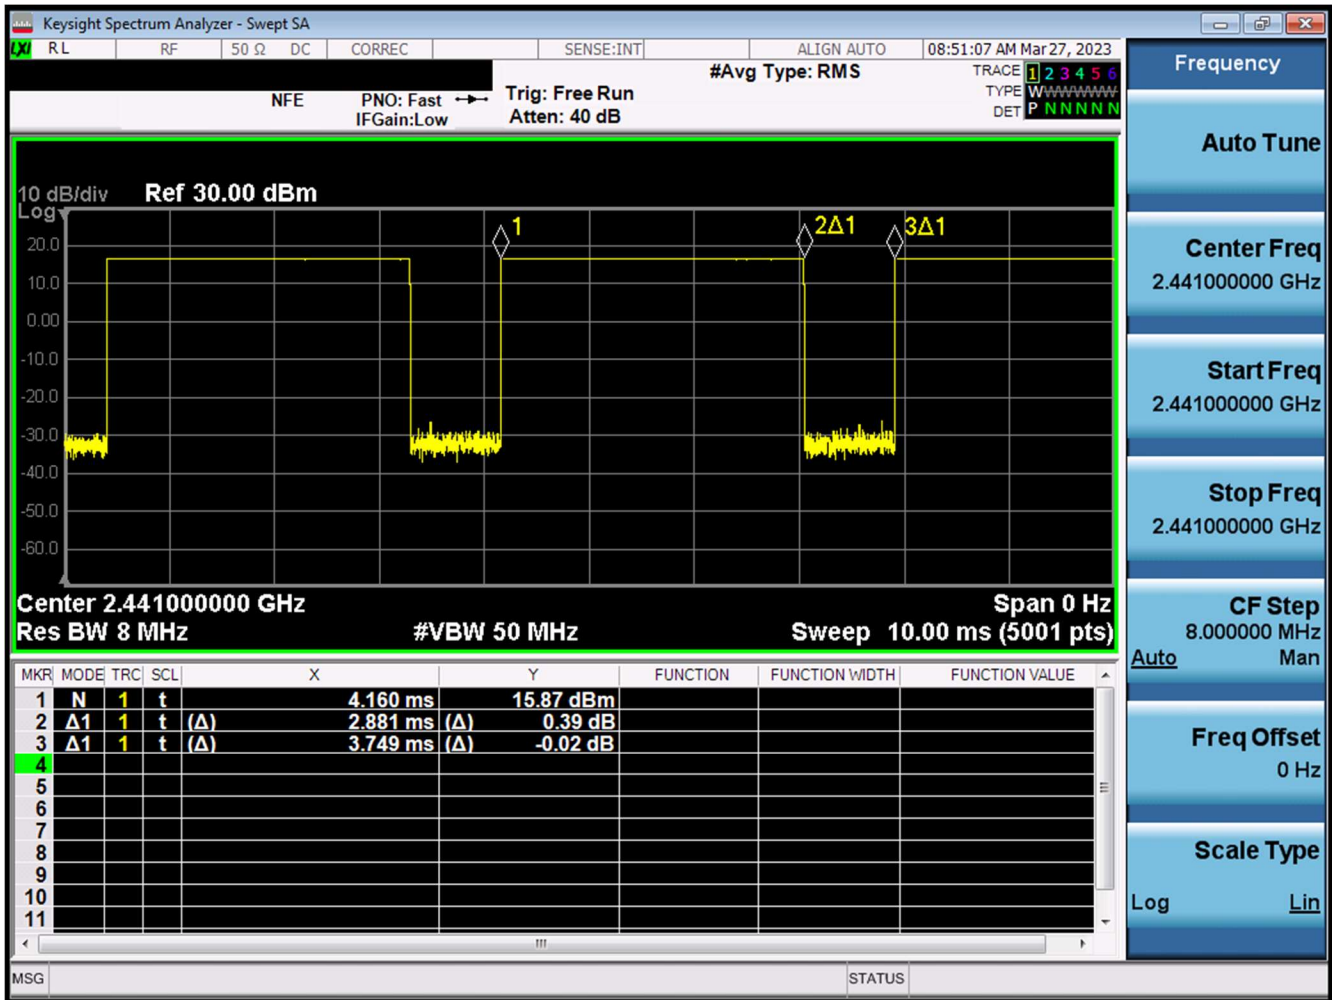 Keysight Spectrum Analyzer - Swept SA
LXI RL RF 50 Ω DC CORREC SENSE:INT ALIGN AUTO 08:51:07 AM Mar 27, 2023
NFE PNO: Fast IFGain:Low
Trig: Free Run
Atten: 40 dB
#Avg Type: RMS
TRACE 1 2 3 4 5 6
TYPE WWWWWW
DET P N N N N N
10 dB/div Ref 30.00 dBm
Log
1 2Δ1 3Δ1
20.0
10.0
0.00
-10.0
-20.0
-30.0
-40.0
-50.0
-60.0
Center 2.441000000 GHz Span 0 Hz
Res BW 8 MHz #VBW 50 MHz Sweep 10.00 ms (5001 pts)
MKR MODE TRC SCL X Y FUNCTION FUNCTION WIDTH FUNCTION VALUE
1 N 1 t 4.160 ms 15.87 dBm
2 Δ1 1 t (Δ) 2.881 ms (Δ) 0.39 dB
3 Δ1 1 t (Δ) 3.749 ms (Δ) -0.02 dB
4
5
6
7
8
9
10
11
MSG STATUS
Frequency
Auto Tune
Center Freq
2.441000000 GHz
Start Freq
2.441000000 GHz
Stop Freq
2.441000000 GHz
CF Step
8.000000 MHz
Auto Man
Freq Offset
0 Hz
Scale Type
Log Lin